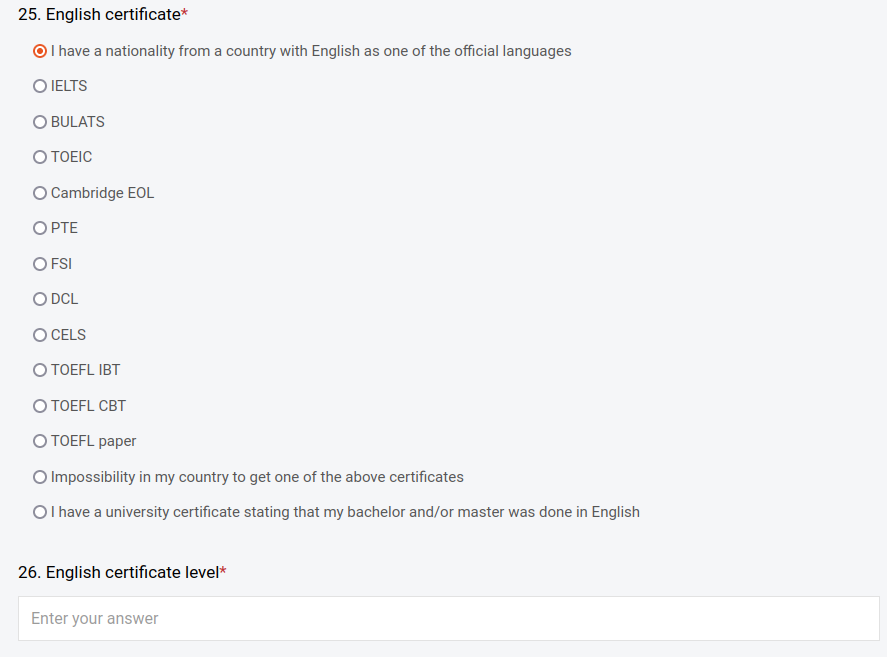 25. English certificate*
I have a nationality from a country with English as one of the official languages
IELTS
BULATS
TOEIC
Cambridge EOL
PTE
FSI
DCL
CELS
TOEFL IBT
TOEFL CBT
TOEFL paper
Impossibility in my country to get one of the above certificates
I have a university certificate stating that my bachelor and/or master was done in English
26. English certificate level*
Enter your answer